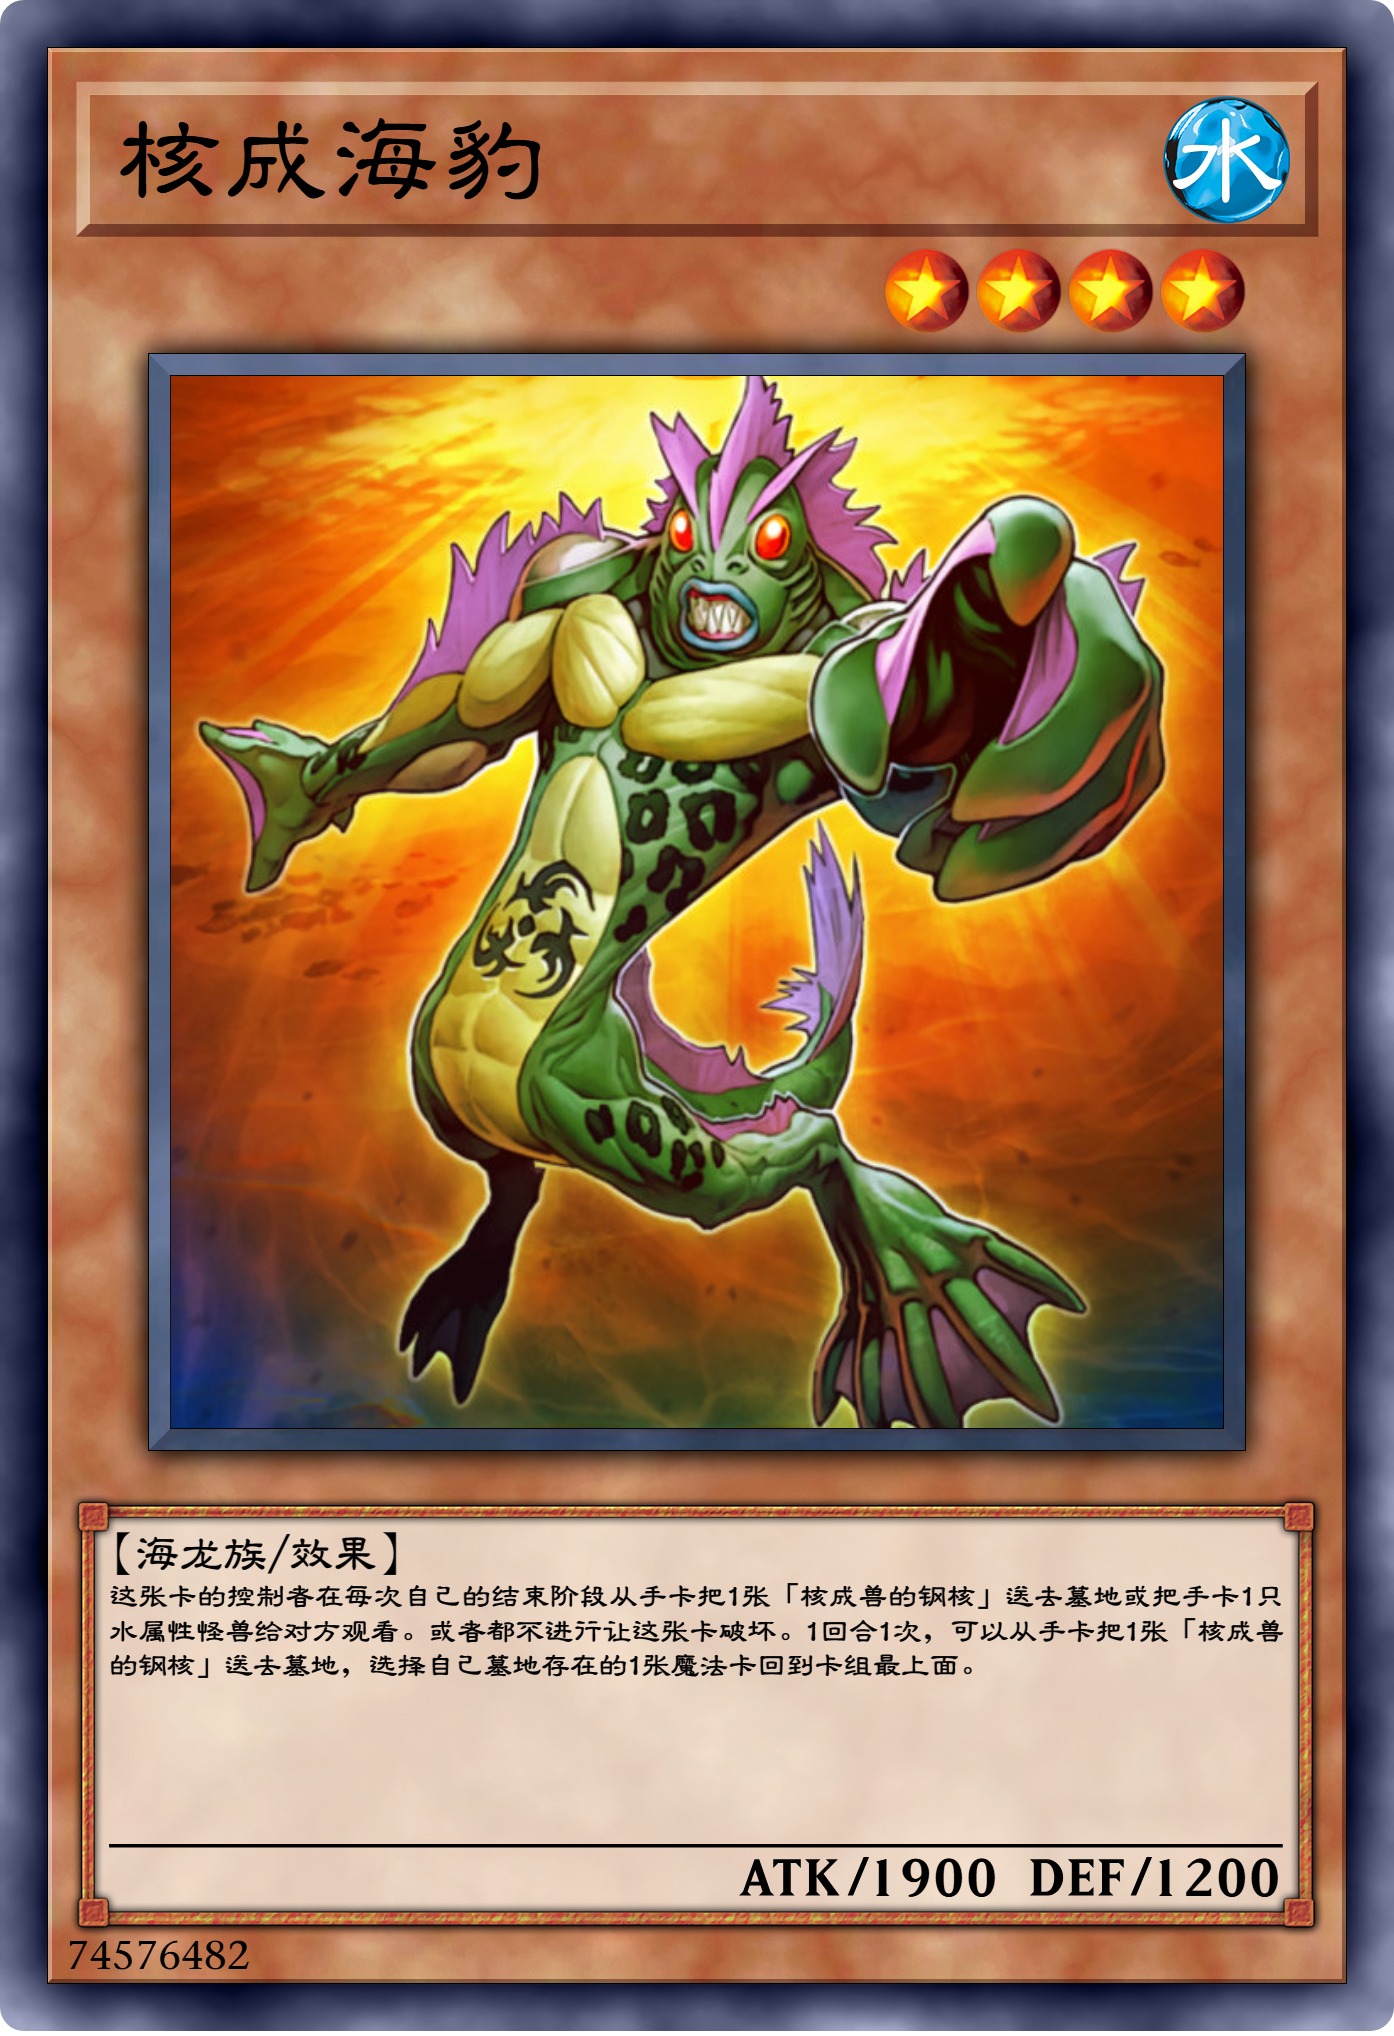 核成海豹
水
【海龙族/效果】
这张卡的控制者在每次自己的结束阶段从手卡把1张「核成兽的钢核」送去墓地或把手卡1只
水属性怪兽给对方观看。或者都不进行让这张卡破坏。1回合1次，可以从手卡把1张「核成兽
的钢核」送去墓地，选择自己墓地存在的1张魔法卡回到卡组最上面。
ATK/1900 DEF/1200
74576482